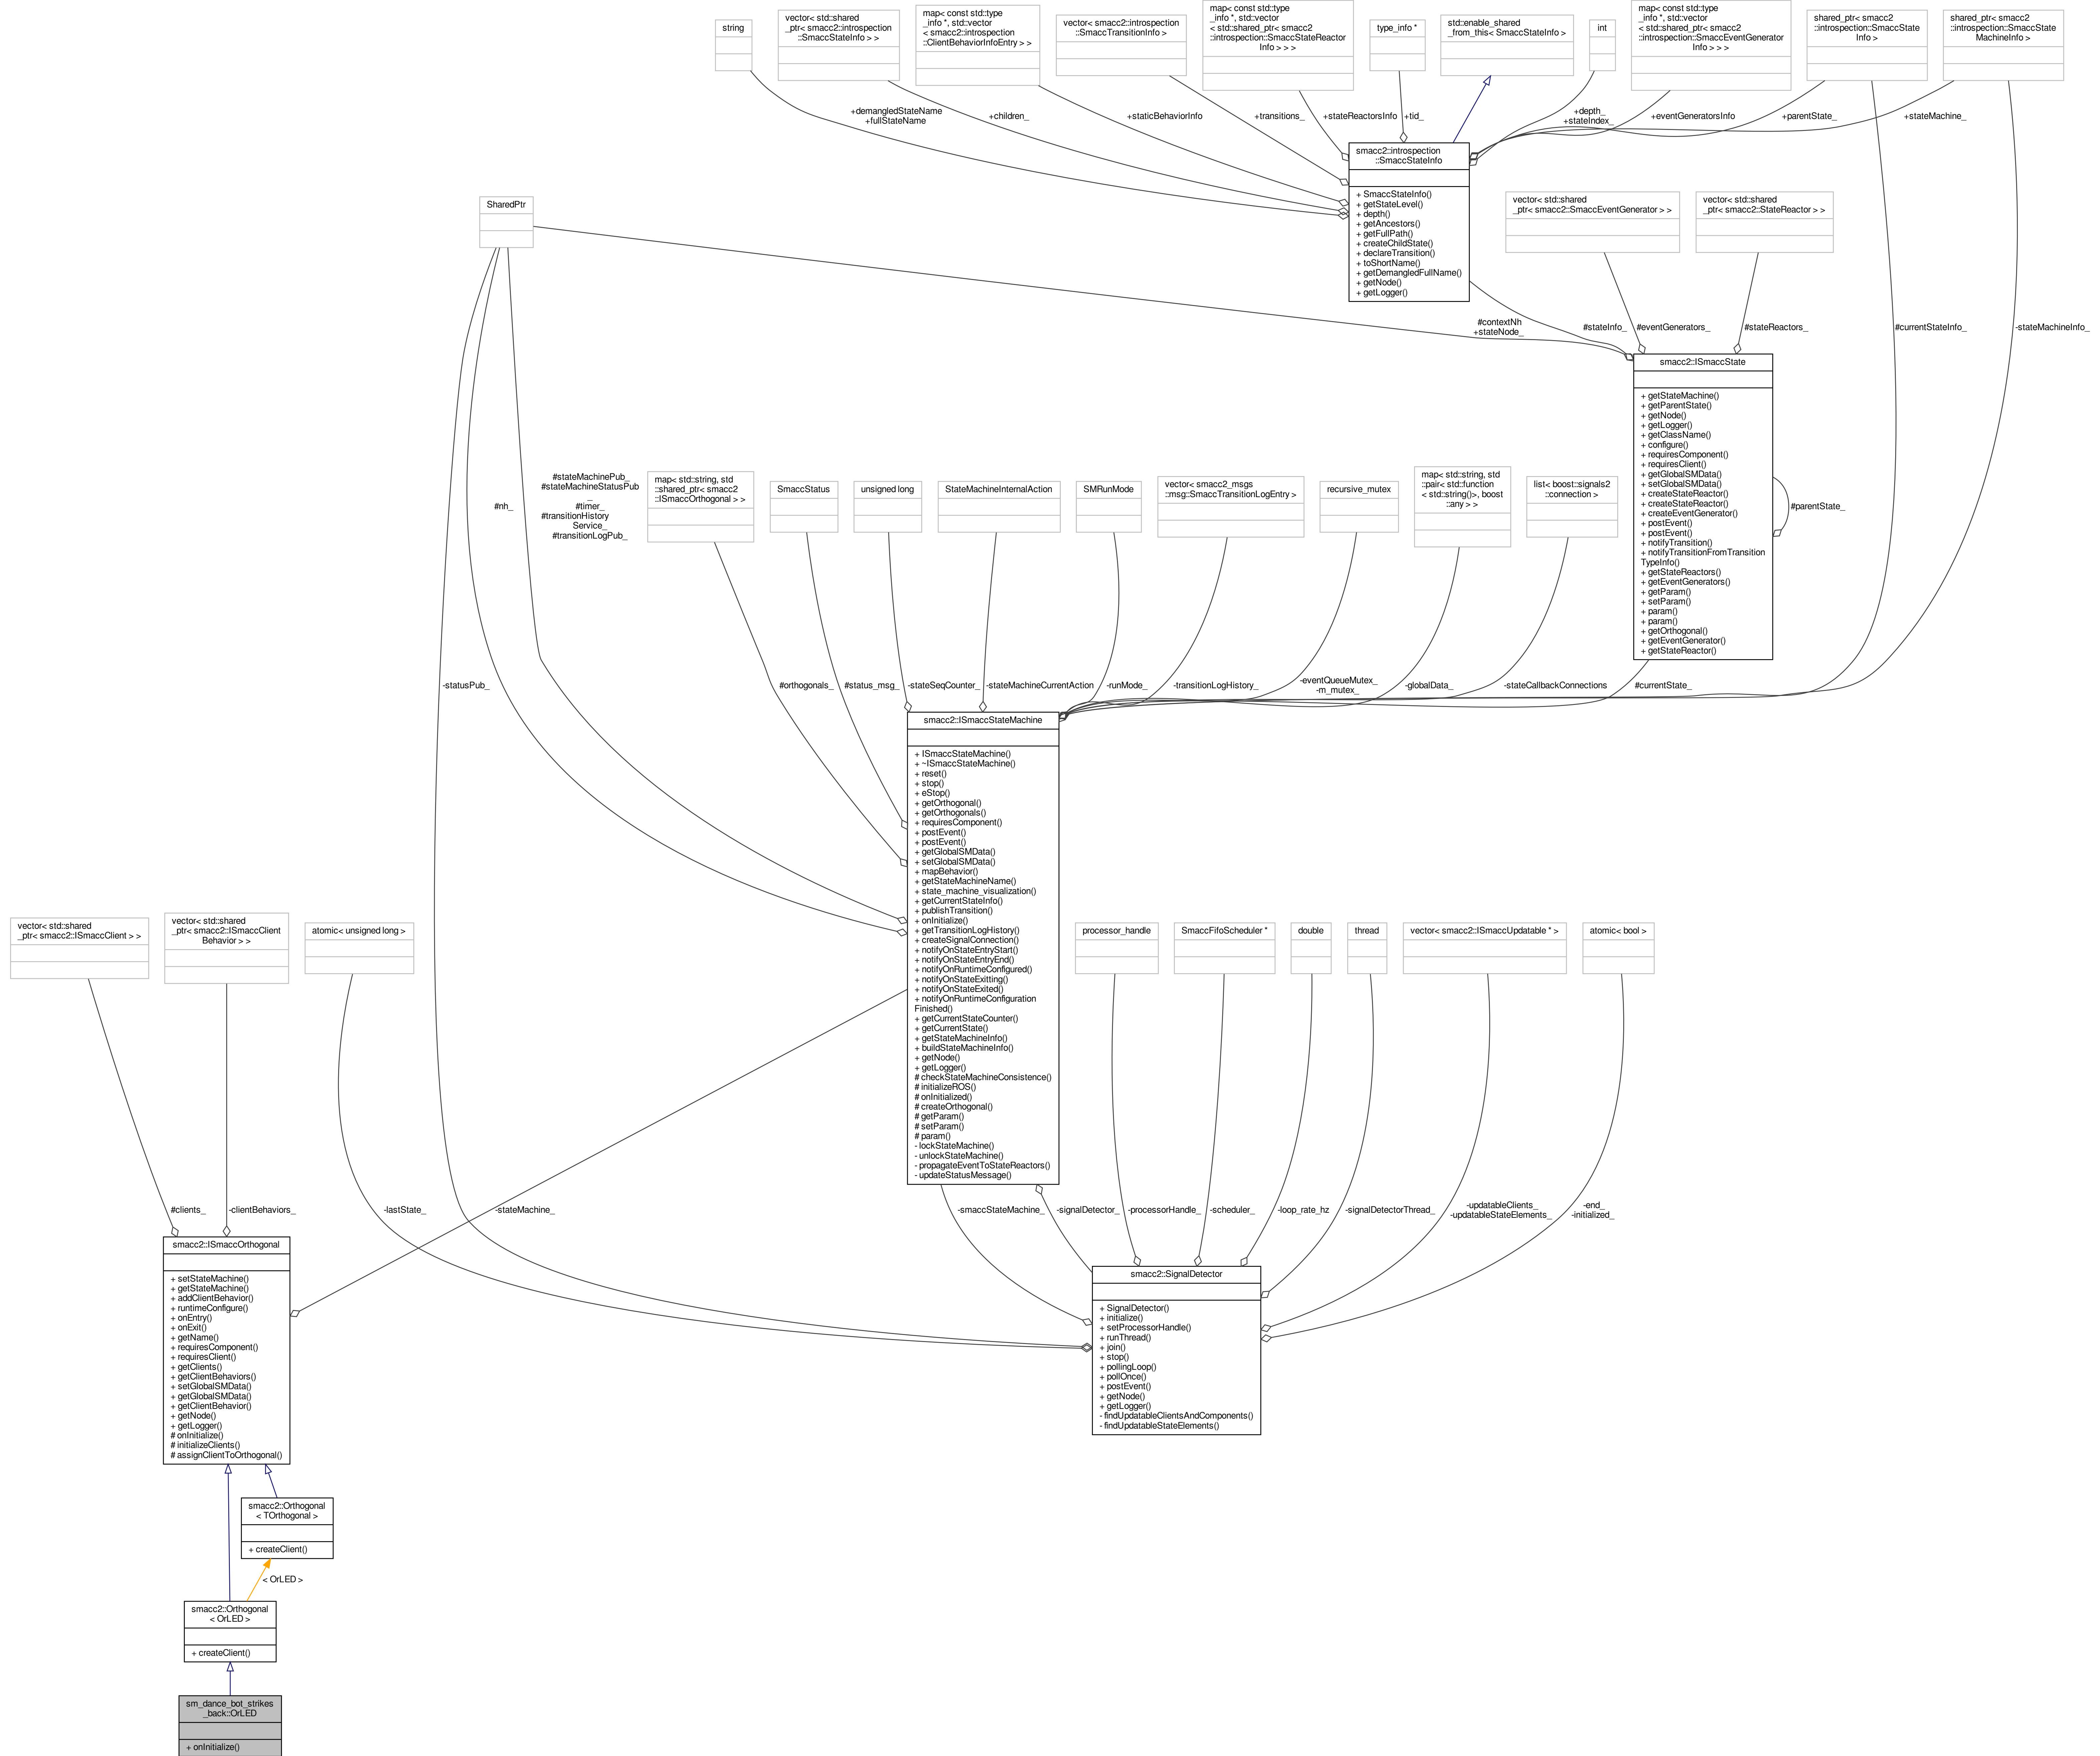 string
vector< std::shared
_ptr< smacc2::introspection
::SmaccStateInfo > >
map< const std::type
_info *, std::vector
< smacc2::introspection
::ClientBehaviorInfoEntry > >
vector< smacc2::introspection
::SmaccTransitionInfo >
map< const std::type
_info *, std::vector
< std::shared_ptr< smacc2
::introspection::SmaccStateReactor
Info > > >
type_info *
std::enable_shared
_from_this< SmaccStateInfo >
int
map< const std::type
_info *, std::vector
< std::shared_ptr< smacc2
::introspection::SmaccEventGenerator
Info > > >
shared_ptr< smacc2
::introspection::SmaccState
Info >
shared_ptr< smacc2
::introspection::SmaccState
MachineInfo >
+demangledStateName
+fullStateName
+children_
+staticBehaviorInfo
+transitions_
+stateReactorsInfo
+tid_
+depth_
+stateIndex_
+eventGeneratorsInfo
+parentState_
+stateMachine_
smacc2::introspection
::SmaccStateInfo
+ SmaccStateInfo()
+ getStateLevel()
+ depth()
+ getAncestors()
+ getFullPath()
+ createChildState()
+ declareTransition()
+ toShortName()
+ getDemangledFullName()
+ getNode()
+ getLogger()
SharedPtr
vector< std::shared
_ptr< smacc2::SmaccEventGenerator > >
vector< std::shared
_ptr< smacc2::StateReactor > >
#contextNh
+stateNode_
#stateInfo_
#eventGenerators_
#stateReactors_
#currentStateInfo_
-stateMachineInfo_
smacc2::ISmaccState
+ getStateMachine()
+ getParentState()
+ getNode()
+ getLogger()
+ getClassName()
+ configure()
+ requiresComponent()
+ requiresClient()
+ getGlobalSMData()
+ setGlobalSMData()
+ createStateReactor()
+ createStateReactor()
+ createEventGenerator()
+ postEvent()
+ postEvent()
+ notifyTransition()
+ notifyTransitionFromTransition
TypeInfo()
+ getStateReactors()
+ getEventGenerators()
+ getParam()
+ setParam()
+ param()
+ param()
+ getOrthogonal()
+ getEventGenerator()
+ getStateReactor()
#parentState_
#nh_
#stateMachinePub_
#stateMachineStatusPub
_
#timer_
#transitionHistory
Service_
#transitionLogPub_
map< std::string, std
::shared_ptr< smacc2
::ISmaccOrthogonal > >
SmaccStatus
unsigned long
StateMachineInternalAction
SMRunMode
vector< smacc2_msgs
::msg::SmaccTransitionLogEntry >
recursive_mutex
map< std::string, std
::pair< std::function
< std::string()>, boost
::any > >
list< boost::signals2
::connection >
-statusPub_
#orthogonals_
#status_msg_
-stateSeqCounter_
-stateMachineCurrentAction
-runMode_
-transitionLogHistory_
-eventQueueMutex_
-m_mutex_
-globalData_
-stateCallbackConnections
#currentState_
smacc2::ISmaccStateMachine
+ ISmaccStateMachine()
+ ~ISmaccStateMachine()
+ reset()
+ stop()
+ eStop()
+ getOrthogonal()
+ getOrthogonals()
+ requiresComponent()
+ postEvent()
+ postEvent()
+ getGlobalSMData()
+ setGlobalSMData()
+ mapBehavior()
+ getStateMachineName()
+ state_machine_visualization()
+ getCurrentStateInfo()
+ publishTransition()
+ onInitialize()
+ getTransitionLogHistory()
+ createSignalConnection()
+ notifyOnStateEntryStart()
+ notifyOnStateEntryEnd()
+ notifyOnRuntimeConfigured()
+ notifyOnStateExitting()
+ notifyOnStateExited()
+ notifyOnRuntimeConfiguration
Finished()
+ getCurrentStateCounter()
+ getCurrentState()
+ getStateMachineInfo()
+ buildStateMachineInfo()
+ getNode()
+ getLogger()
# checkStateMachineConsistence()
# initializeROS()
# onInitialized()
# createOrthogonal()
# getParam()
# setParam()
# param()
- lockStateMachine()
- unlockStateMachine()
- propagateEventToStateReactors()
- updateStatusMessage()
vector< std::shared
_ptr< smacc2::ISmaccClient > >
vector< std::shared
_ptr< smacc2::ISmaccClient
Behavior > >
atomic< unsigned long >
processor_handle
SmaccFifoScheduler *
double
thread
vector< smacc2::ISmaccUpdatable * >
atomic< bool >
#clients_
-clientBehaviors_
-lastState_
-stateMachine_
-smaccStateMachine_
-signalDetector_
-processorHandle_
-scheduler_
-loop_rate_hz
-signalDetectorThread_
-updatableClients_
-updatableStateElements_
-end_
-initialized_
smacc2::ISmaccOrthogonal
+ setStateMachine()
+ getStateMachine()
+ addClientBehavior()
+ runtimeConfigure()
+ onEntry()
+ onExit()
+ getName()
+ requiresComponent()
+ requiresClient()
+ getClients()
+ getClientBehaviors()
+ setGlobalSMData()
+ getGlobalSMData()
+ getClientBehavior()
+ getNode()
+ getLogger()
# onInitialize()
# initializeClients()
# assignClientToOrthogonal()
smacc2::SignalDetector
+ SignalDetector()
+ initialize()
+ setProcessorHandle()
+ runThread()
+ join()
+ stop()
+ pollingLoop()
+ pollOnce()
+ postEvent()
+ getNode()
+ getLogger()
- findUpdatableClientsAndComponents()
- findUpdatableStateElements()
smacc2::Orthogonal
< TOrthogonal >
+ createClient()
< OrLED >
smacc2::Orthogonal
< OrLED >
+ createClient()
sm_dance_bot_strikes
_back::OrLED
+ onInitialize()